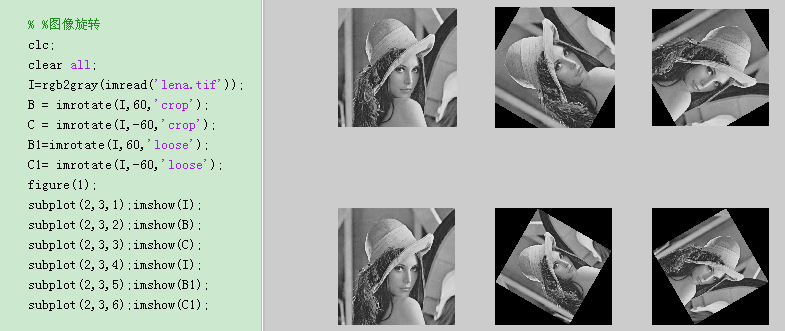 % %图像旋转
clc;
clear all;
I=rgb2gray(imread('lena.tif'));
B = imrotate(I,60,'crop');
C = imrotate(I,-60,'crop');
B1=imrotate(I,60,'loose');
C1= imrotate(I,-60,'loose');
figure(1);
subplot(2,3,1);imshow(I);
subplot(2,3,2);imshow(B);
subplot(2,3,3);imshow(C);
subplot(2,3,4);imshow(I);
subplot(2,3,5);imshow(B1);
subplot(2,3,6);imshow(C1);